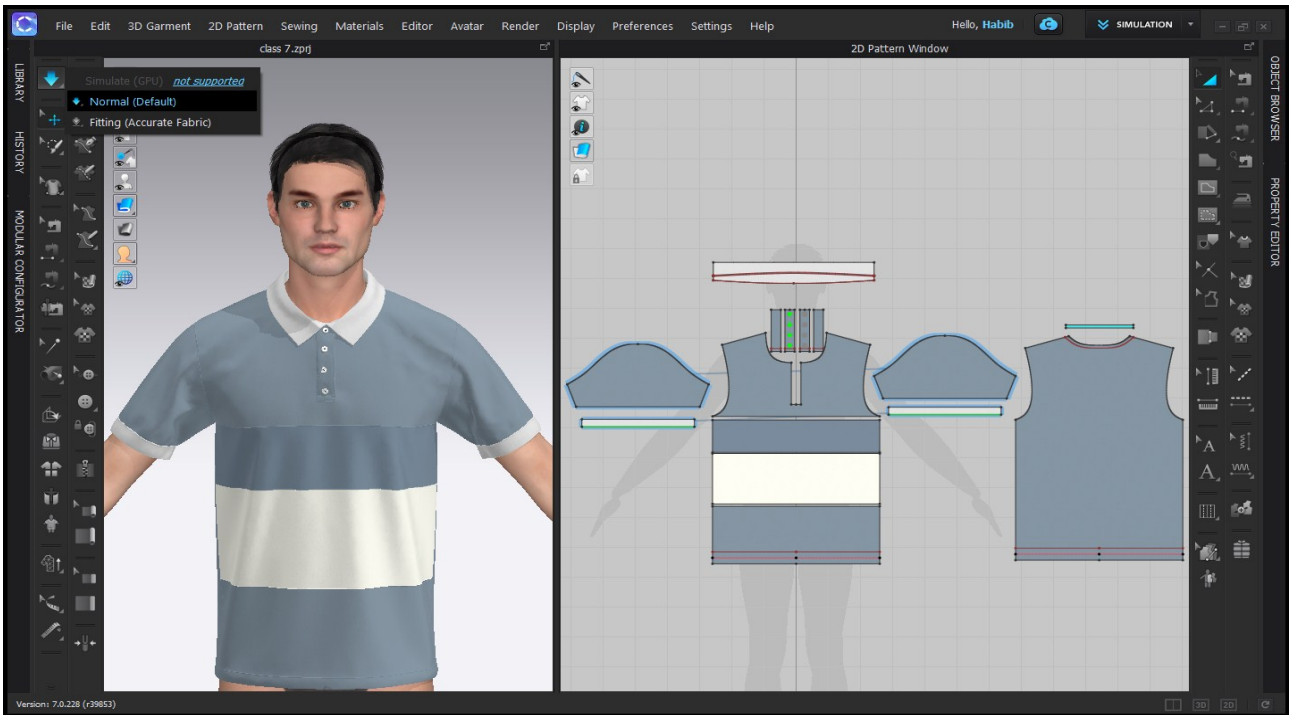 File Edit 3D Garment 2D Pattern Sewing Materials Editor Avatar Render Display Preferences Settings Help Hello, Habib SIMULATION
class 7.zprj 2D Pattern Window
Simulate (GPU) not supported
Normal (Default)
Fitting (Accurate Fabric)
LIBRARY
HISTORY
MODULAR CONFIGURATOR
OBJECT BROWSER
PROPERTY EDITOR
A
A
Version: 7.0.228 (r39853) 3D 2D